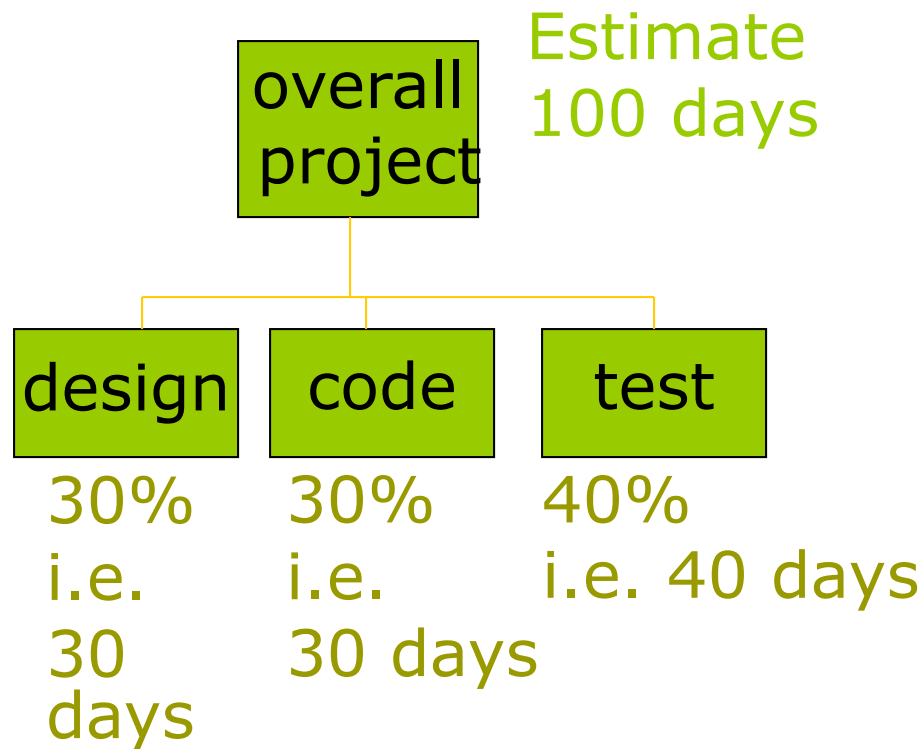 overall
project
Estimate
100 days
design
code
test
30%
i.e.
30
days
30%
i.e.
30 days
40%
i.e. 40 days